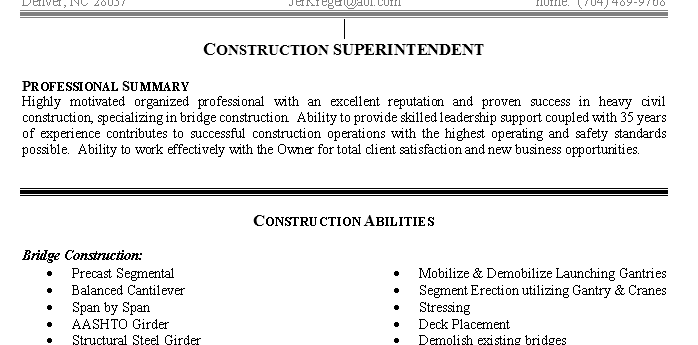 Denver, NC 28037 JerKreger@aol.com home: (704) 489-9768
CONSTRUCTION SUPERINTENDENT
PROFESSIONAL SUMMARY
Highly motivated organized professional with an excellent reputation and proven success in heavy civil
construction, specializing in bridge construction. Ability to provide skilled leadership support coupled with 35 years
of experience contributes to successful construction operations with the highest operating and safety standards
possible. Ability to work effectively with the Owner for total client satisfaction and new business opportunities.
CONSTRUCTION ABILITIES
Bridge Construction:
• Precast Segmental
• Balanced Cantilever
• Span by Span
• AASHTO Girder
• Structural Steel Girder
• Mobilize & Demobilize Launching Gantries
• Segment Erection utilizing Gantry & Cranes
• Stressing
• Deck Placement
• Demolish existing bridges